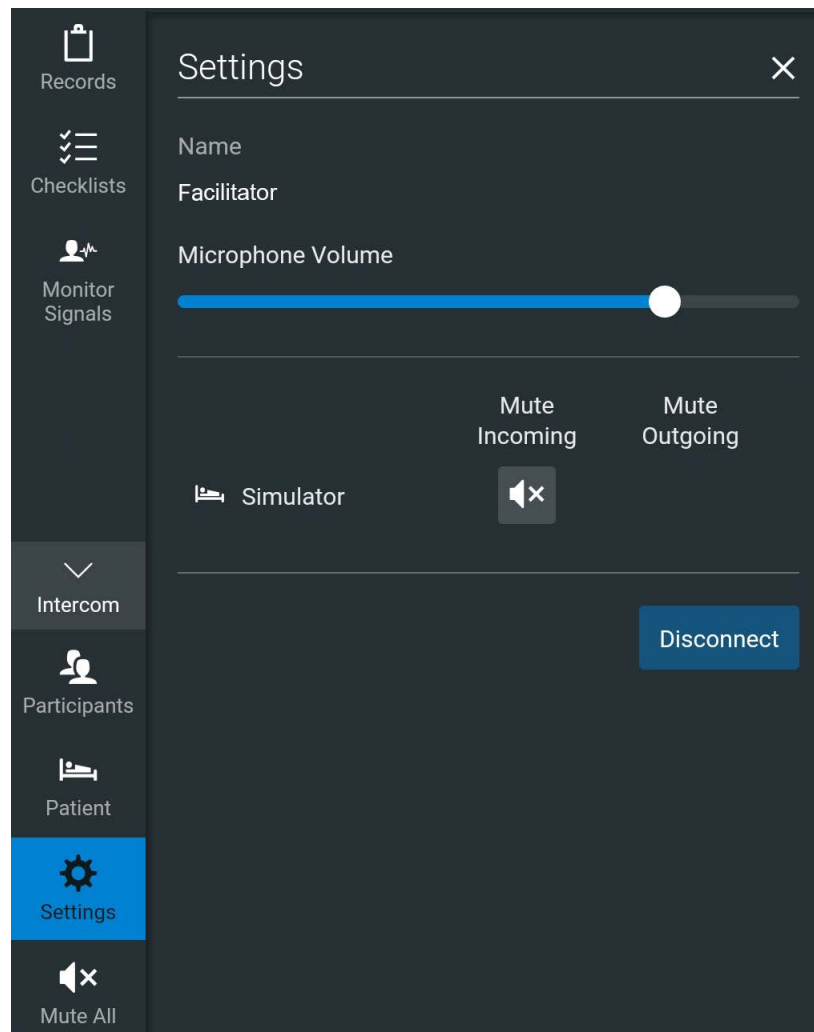 Records
Checklists
Monitor
Signals
Intercom
Participants
Patient
Settings
Mute All
Settings
Name
Facilitator
Microphone Volume
Mute
Incoming
Mute
Outgoing
Simulator
Disconnect